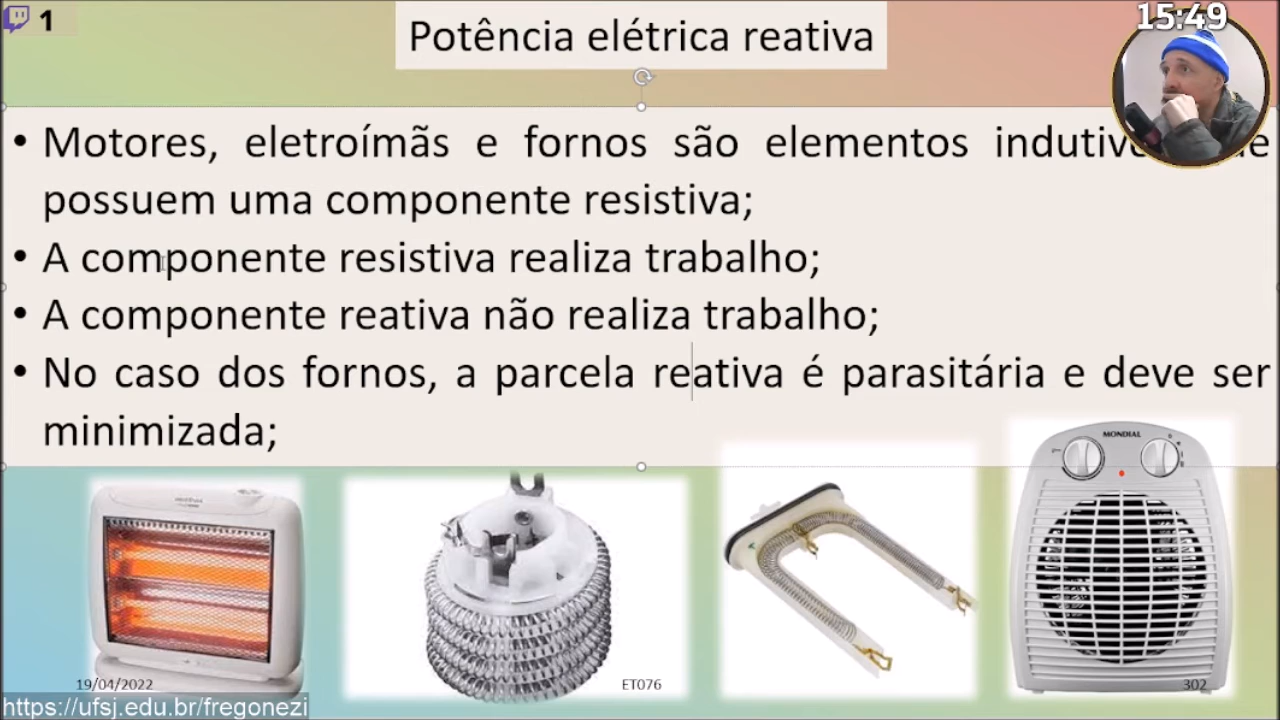 1
15:49
Potência elétrica reativa
• Motores, eletroímãs e fornos são elementos
possuem uma componente resistiva;
• A componente resistiva realiza trabalho;
• A componente reativa não realiza trabalho;
• No caso dos fornos, a parcela reativa é parasitária e deve ser
minimizada;
MONDIAL
19/04/2022
ET076
302
https://ufsj.edu.br/fregonezi